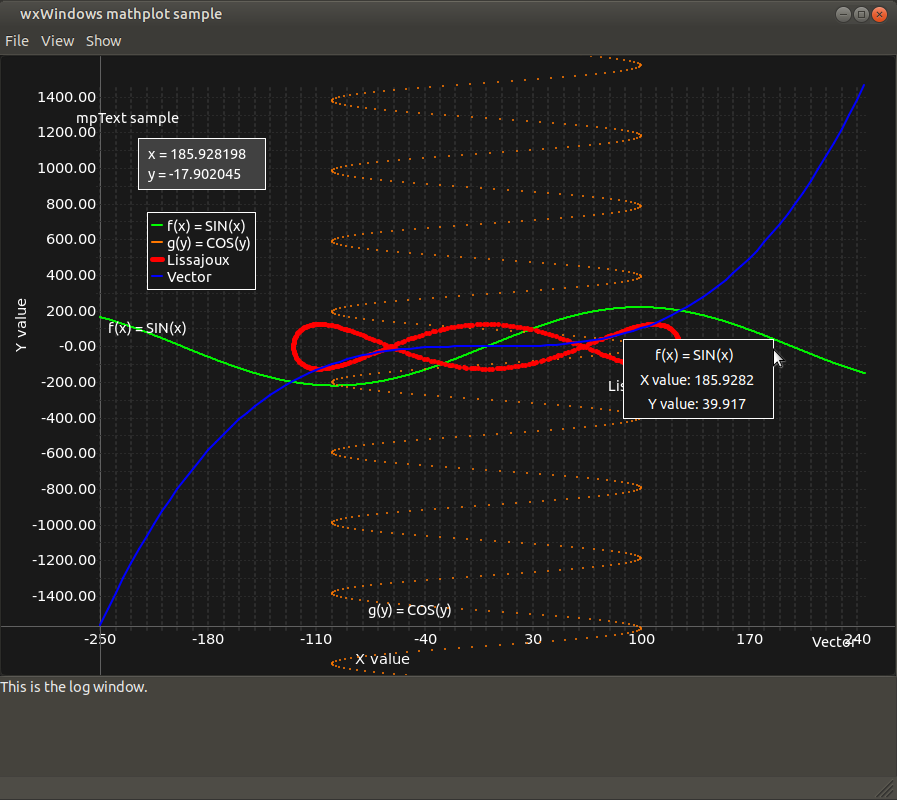 wxWindows mathplot sample
File View Show
1400.00
mpText sample
1200.00
x = 185.928198
1000.00
y = -17.902045
800.00
f(x) = SIN(x)
600.00
g(y) = COS(y)
Lissajoux
400.00
Vector
200.00
f(x) = SIN(x)
Y value
-0.00
f(x) = SIN(x)
X value: 185.9282
Y value: 39.917
-200.00
Lis
-400.00
-600.00
-800.00
-1000.00
-1200.00
-1400.00
g(y) = COS(y)
-250 -180 -110 -40 30 100 170 240
Vector
X value
This is the log window.